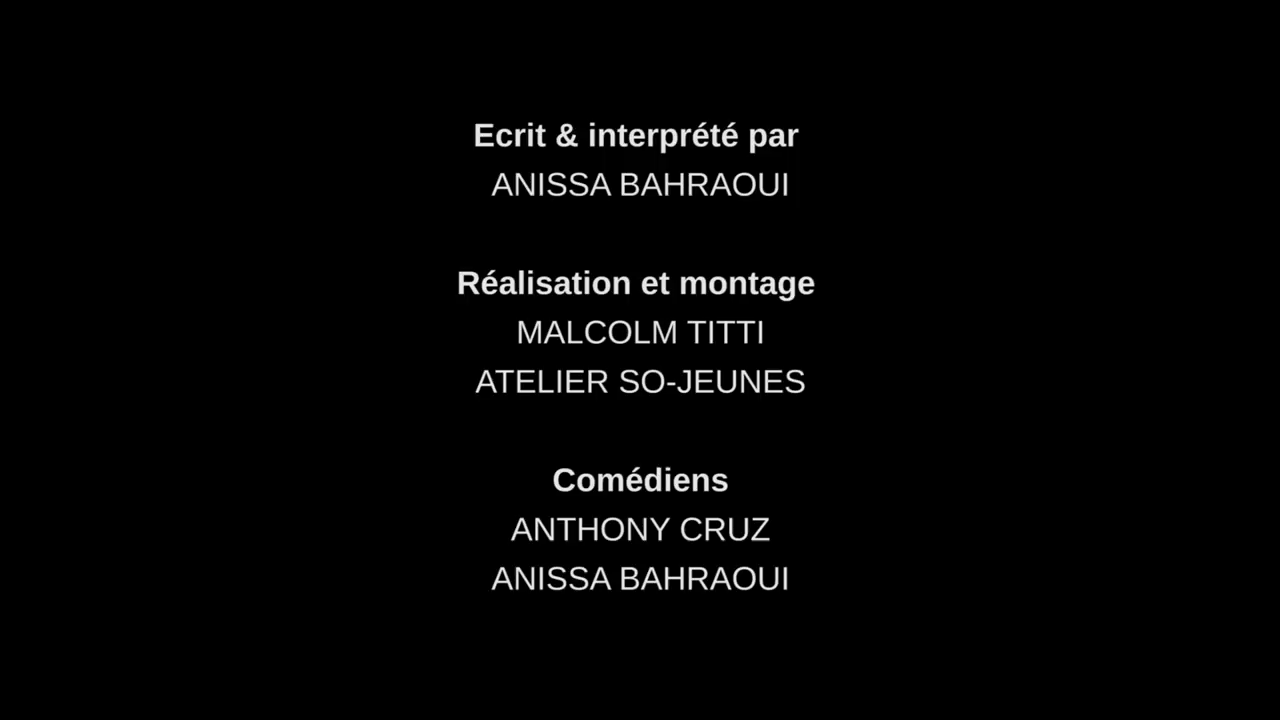 Ecrit & interprété par
ANISSA BAHRAOUI
Réalisation et montage
MALCOLM TITTI
ATELIER SO-JEUNES
Comédiens
ANTHONY CRUZ
ANISSA BAHRAOUI